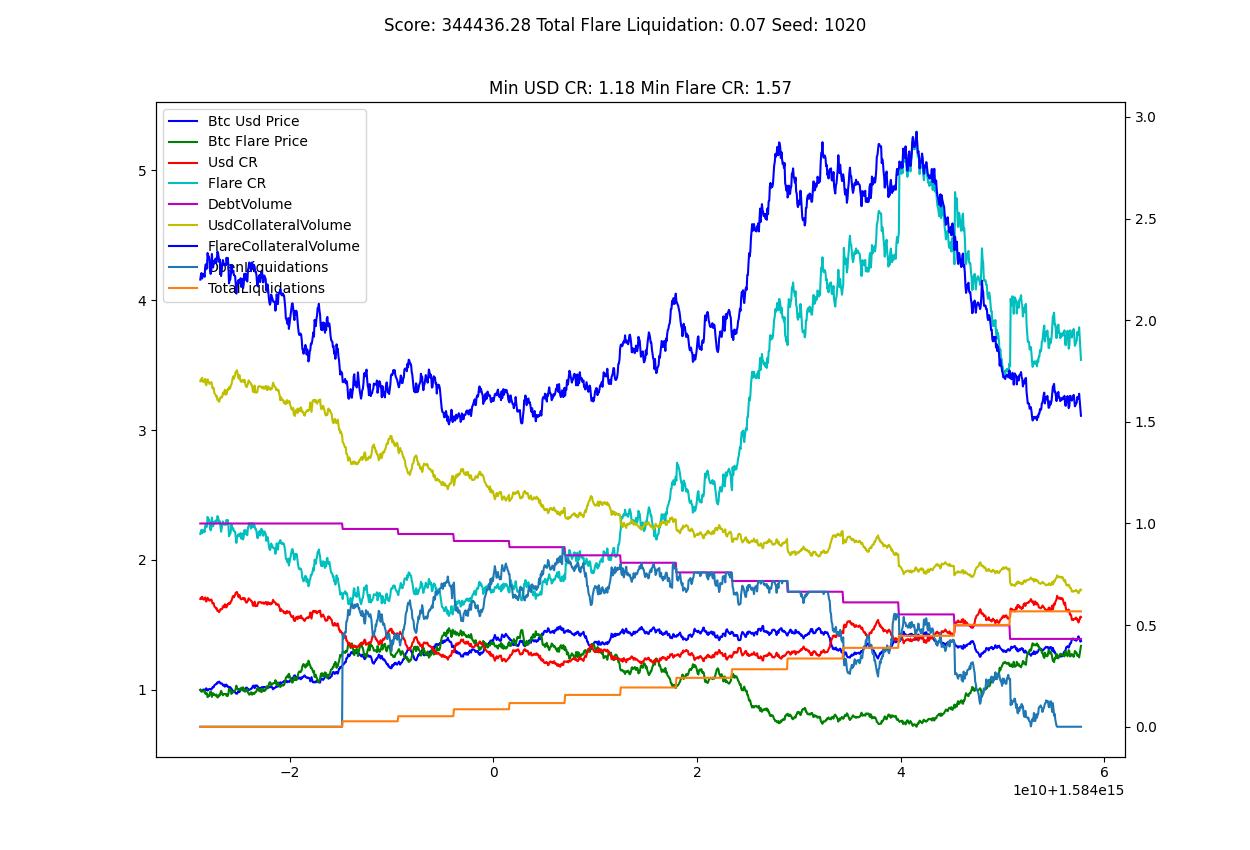 Score: 344436.28 Total Flare Liquidation: 0.07 Seed: 1020
Min USD CR: 1.18 Min Flare CR: 1.57
Btc Usd Price
Btc Flare Price
Usd CR
Flare CR
DebtVolume
UsdCollateralVolume
FlareCollateralVolume
OpenLiquidations
TotalLiquidations
5
4
3
2
1
3.0
2.5
2.0
1.5
1.0
0.5
0.0
−2
0
2
4
6
1e10+1.584e15